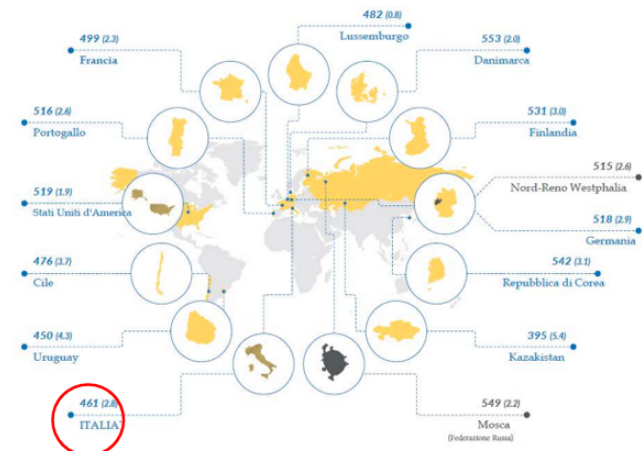 482 (0.8)
Lussemburgo
499 (2.3)
Francia
553 (2.0)
Danimarca
516 (2.6)
Portogallo
531 (3.0)
Finlandia
519 (1.9)
Stati Uniti d'America
515 (2.6)
Nord-Reno Westphalia
518 (2.9)
Germania
476 (3.7)
Cile
542 (3.1)
Repubblica di Corea
450 (4.3)
Uruguay
395 (5.4)
Kazakistan
461 (2.8)
ITALIA
549 (2.2)
Mosca
(Federazione Russa)